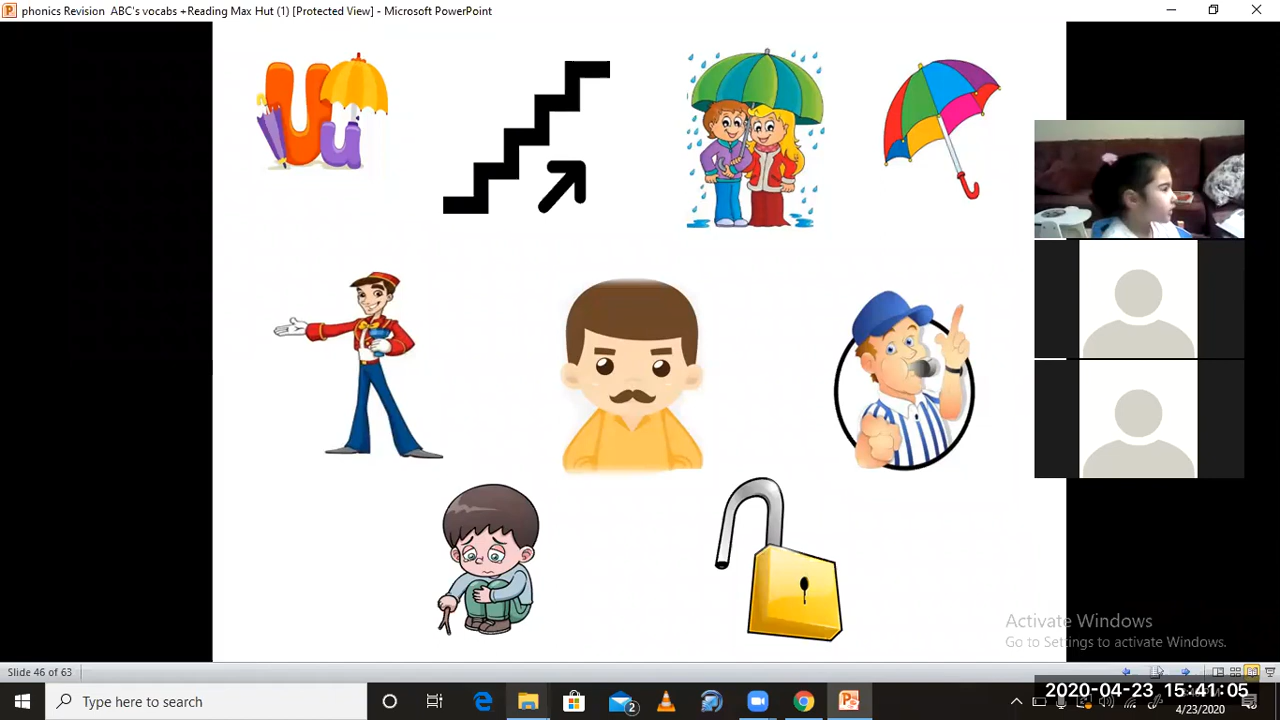 phonics Revision ABC's vocabs +Reading Max Hut (1) [Protected View] - Microsoft PowerPoint
Uu
Activate Windows
Go to Settings to activate Windows.
Slide 46 of 63
Type here to search
2
2020-04-23 15:41:05
4/23/2020